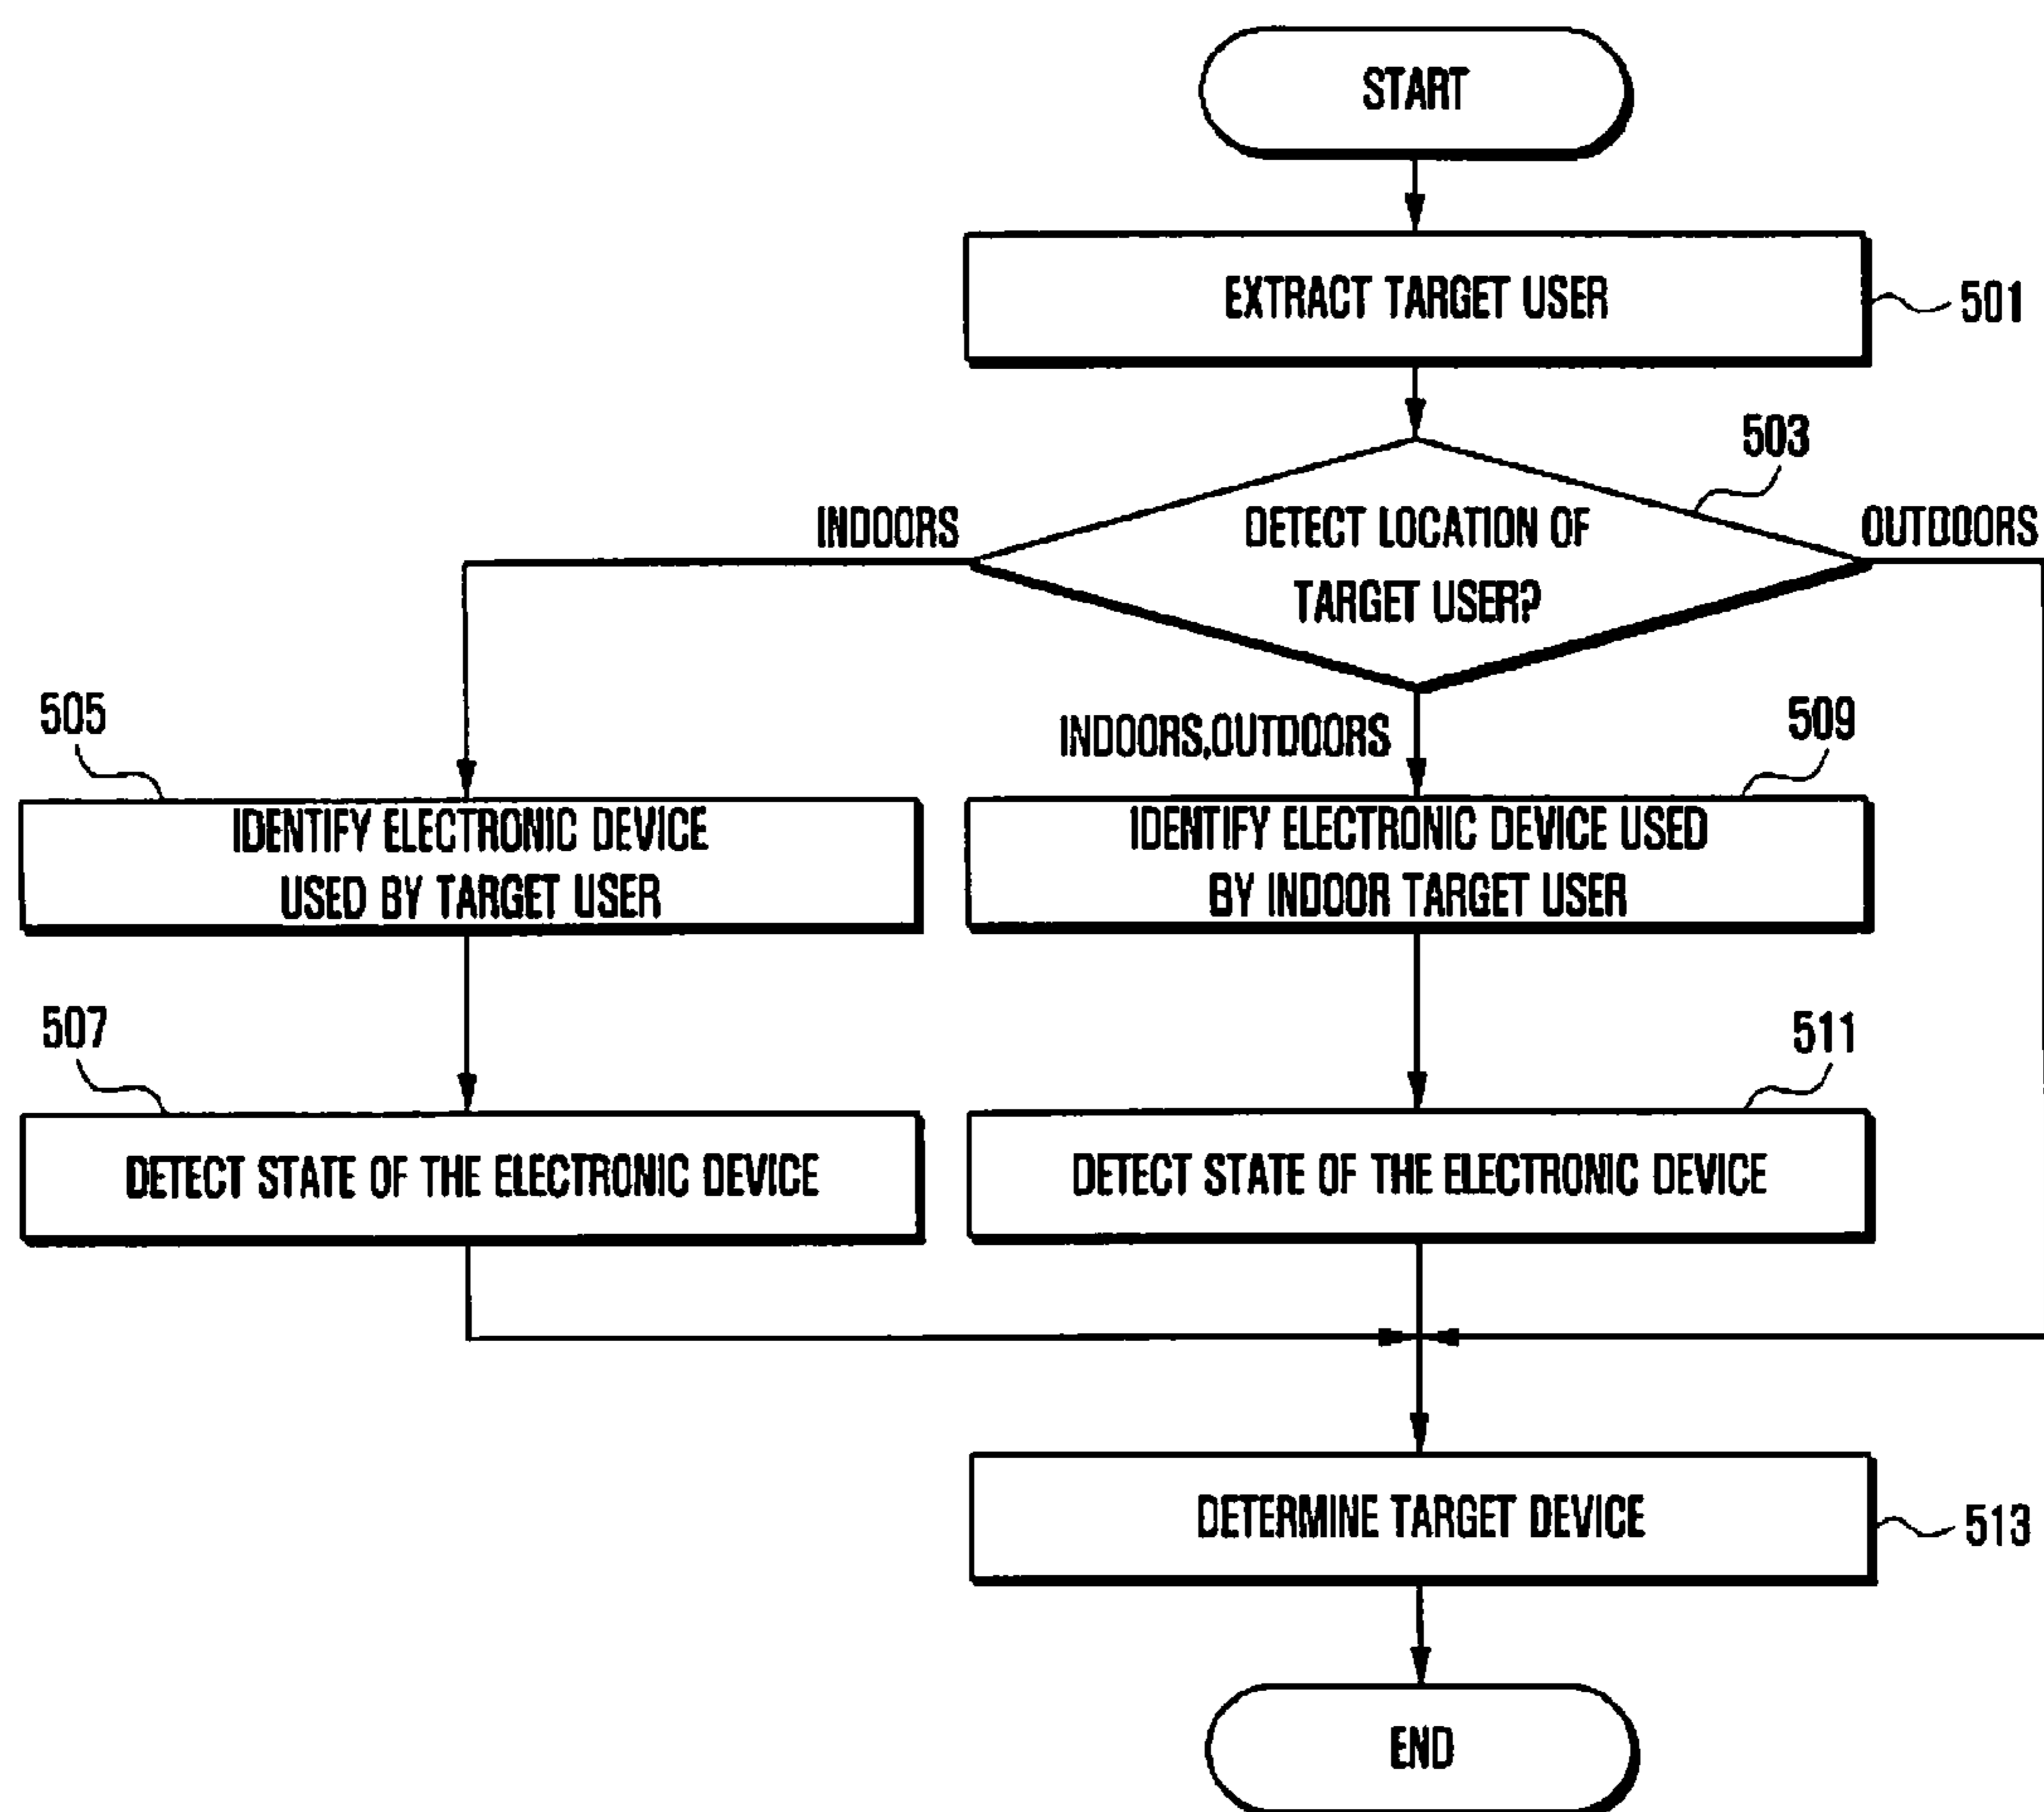 START
EXTRACT TARGET USER
501
503
DETECT LOCATION OF
TARGET USER?
INDOORS
OUTDOORS
INDOORS,OUTDOORS
505
IDENTIFY ELECTRONIC DEVICE
USED BY TARGET USER
509
IDENTIFY ELECTRONIC DEVICE USED
BY INDOOR TARGET USER
507
DETECT STATE OF THE ELECTRONIC DEVICE
511
DETECT STATE OF THE ELECTRONIC DEVICE
DETERMINE TARGET DEVICE
513
END